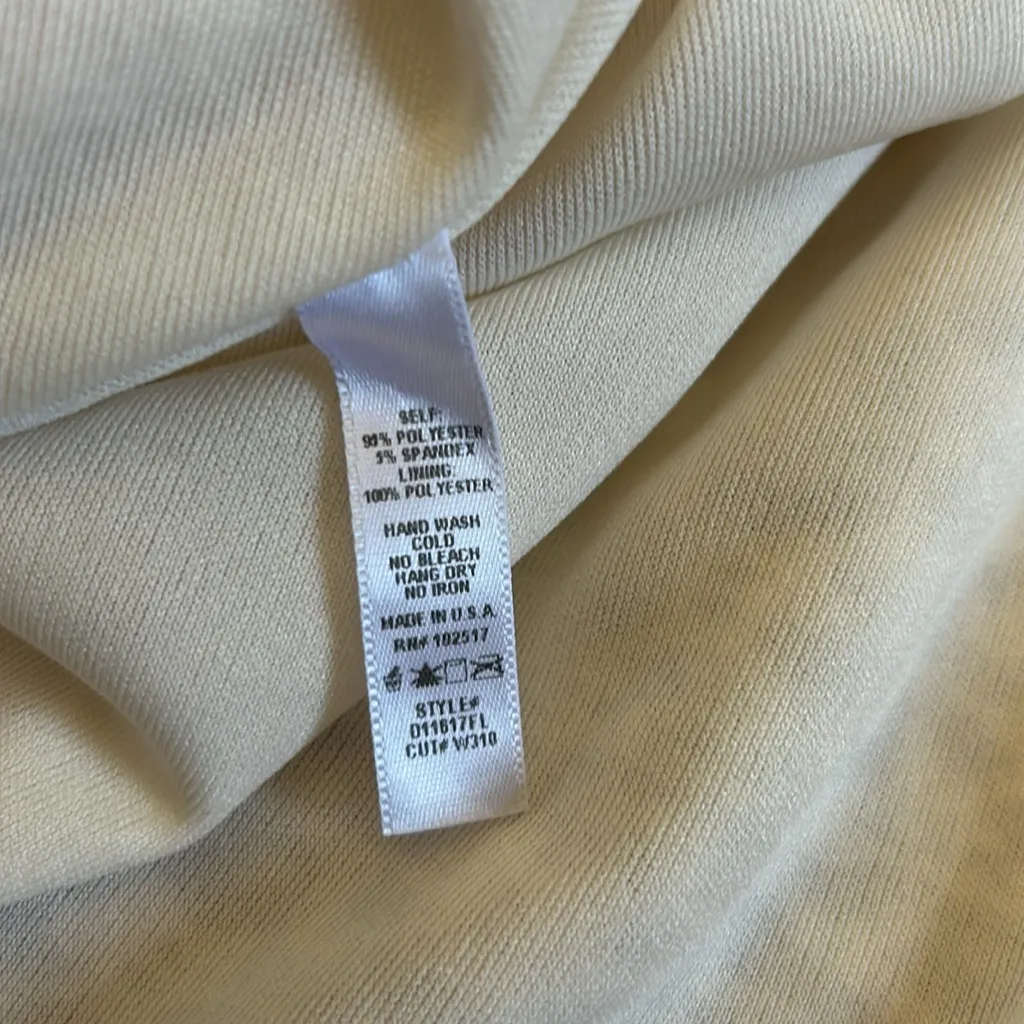 SELF:
95% POLYESTER
5% SPANDEX
LINING:
100% POLYESTER
HAND WASH
COLD
NO BLEACH
HANG DRY
NO IRON
MADE IN U.S.A.
RN# 102517
STYLE#
D11617FL
CUT# W310